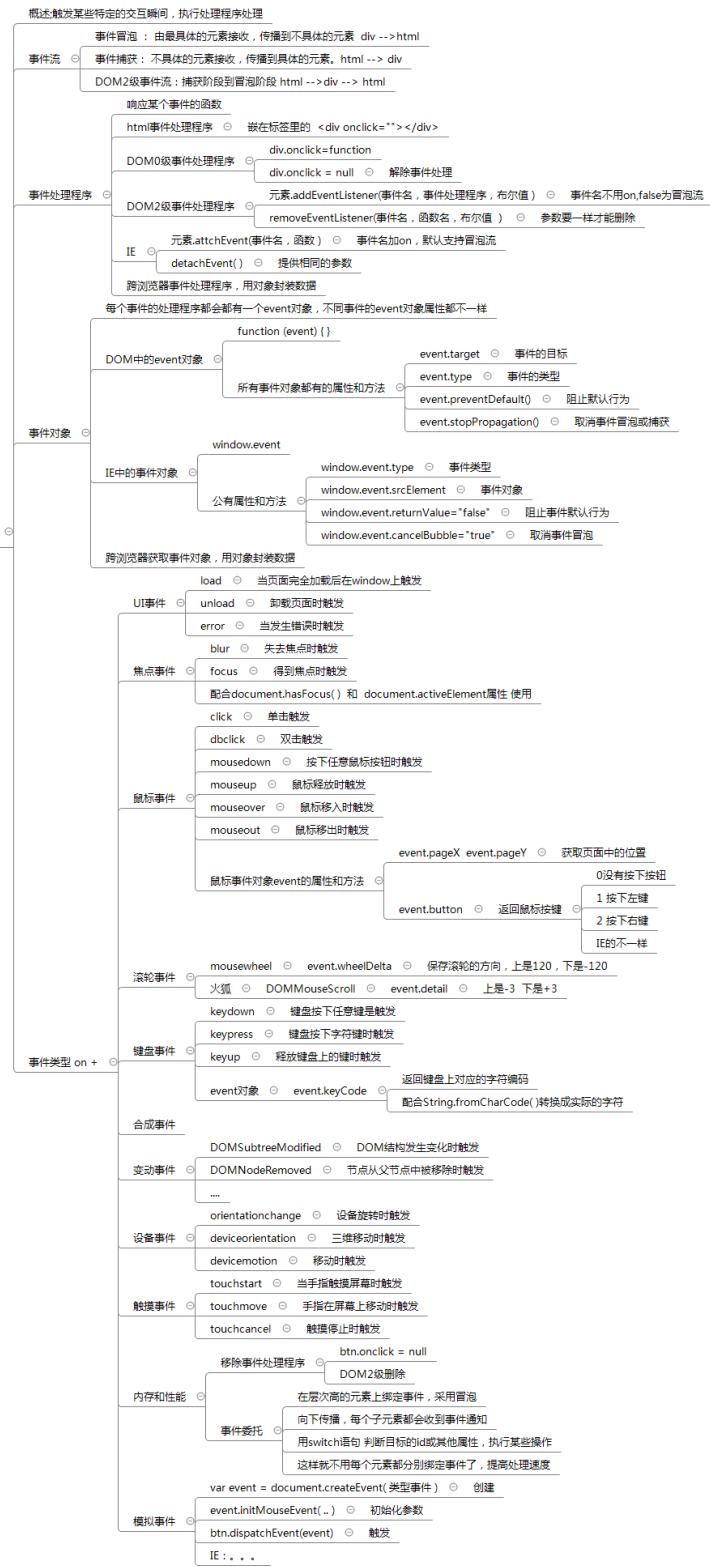 概述:触发某些特定的交互瞬间，执行处理程序处理
事件流
事件冒泡 ： 由最具体的元素接收，传播到不具体的元素 div -->html
事件捕获： 不具体的元素接收，传播到具体的元素。html --> div
DOM2级事件流：捕获阶段到冒泡阶段 html -->div --> html
事件处理程序
响应某个事件的函数
html事件处理程序 嵌在标签里的 <div onclick=""></div>
DOM0级事件处理程序
div.onclick=function
div.onclick = null 解除事件处理
DOM2级事件处理程序
元素.addEventListener(事件名，事件处理程序，布尔值 ) 事件名不用on,false为冒泡流
removeEventListener(事件名，函数名，布尔值 ) 参数要一样才能删除
IE
元素.attchEvent(事件名，函数 ) 事件名加on，默认支持冒泡流
detachEvent( ) 提供相同的参数
跨浏览器事件处理程序，用对象封装数据
事件对象
每个事件的处理程序都会都有一个event对象，不同事件的event对象属性都不一样
DOM中的event对象
function (event) { }
所有事件对象都有的属性和方法
event.target 事件的目标
event.type 事件的类型
event.preventDefault() 阻止默认行为
event.stopPropagation() 取消事件冒泡或捕获
IE中的事件对象
window.event
公有属性和方法
window.event.type 事件类型
window.event.srcElement 事件对象
window.event.returnValue="false" 阻止事件默认行为
window.event.cancelBubble="true" 取消事件冒泡
跨浏览器获取事件对象，用对象封装数据
事件类型 on +
UI事件
load 当页面完全加载后在window上触发
unload 卸载页面时触发
error 当发生错误时触发
焦点事件
blur 失去焦点时触发
focus 得到焦点时触发
配合document.hasFocus( ) 和 document.activeElement属性 使用
鼠标事件
click 单击触发
dbclick 双击触发
mousedown 按下任意鼠标按钮时触发
mouseup 鼠标释放时触发
mouseover 鼠标移入时触发
mouseout 鼠标移出时触发
鼠标事件对象event的属性和方法
event.pageX event.pageY 获取页面中的位置
event.button 返回鼠标按键
0没有按下按钮
1 按下左键
2 按下右键
IE的不一样
滚轮事件
mousewheel event.wheelDelta 保存滚轮的方向，上是120，下是-120
火狐 DOMMouseScroll event.detail 上是-3 下是+3
键盘事件
keydown 键盘按下任意键是触发
keypress 键盘按下字符键时触发
keyup 释放键盘上的键时触发
event对象 event.keyCode
返回键盘上对应的字符编码
配合String.fromCharCode( )转换成实际的字符
合成事件
变动事件
DOMSubtreeModified DOM结构发生变化时触发
DOMNodeRemoved 节点从父节点中被移除时触发
....
设备事件
orientationchange 设备旋转时触发
deviceorientation 三维移动时触发
devicemotion 移动时触发
触摸事件
touchstart 当手指触摸屏幕时触发
touchmove 手指在屏幕上移动时触发
touchcancel 触摸停止时触发
内存和性能
移除事件处理程序
btn.onclick = null
DOM2级删除
事件委托
在层次高的元素上绑定事件，采用冒泡
向下传播，每个子元素都会收到事件通知
用switch语句 判断目标的id或其他属性，执行某些操作
这样就不用每个元素都分别绑定事件了，提高处理速度
模拟事件
var event = document.createEvent( 类型事件 ) 创建
event.initMouseEvent( .. ) 初始化参数
btn.dispatchEvent(event) 触发
IE：。。。